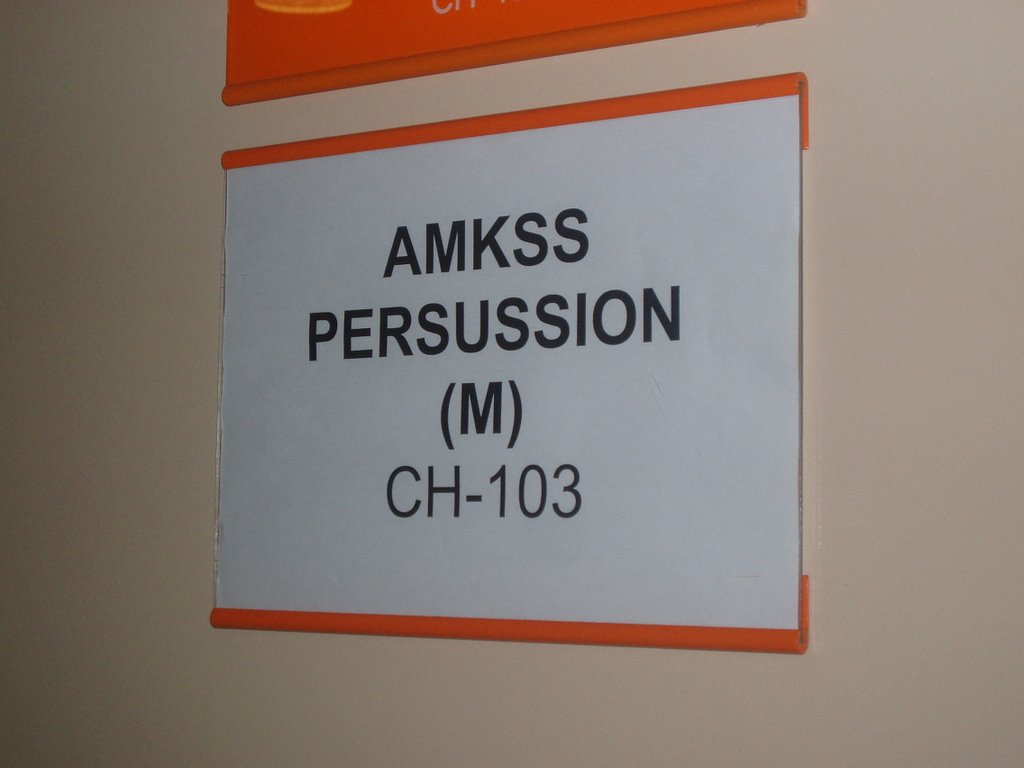 AMKSS
PERSUSSION
(M)
CH-103